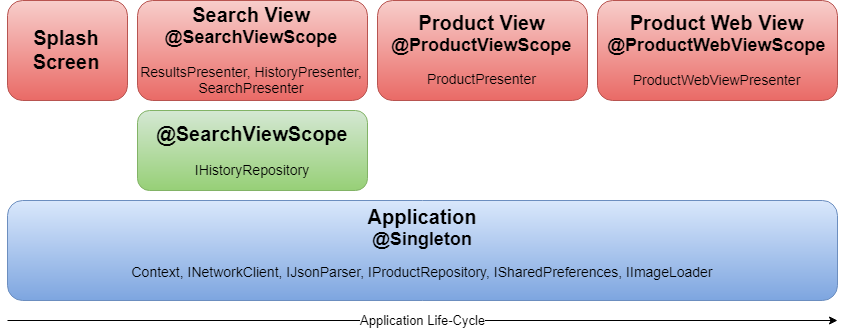 Splash
Screen
Search View
@SearchViewScope
ResultsPresenter, HistoryPresenter,
SearchPresenter
Product View
@ProductViewScope
ProductPresenter
Product Web View
@ProductWebViewScope
ProductWebViewPresenter
@SearchViewScope
IHistoryRepository
Application
@Singleton
Context, INetworkClient, IJsonParser, IProductRepository, ISharedPreferences, IImageLoader
Application Life-Cycle